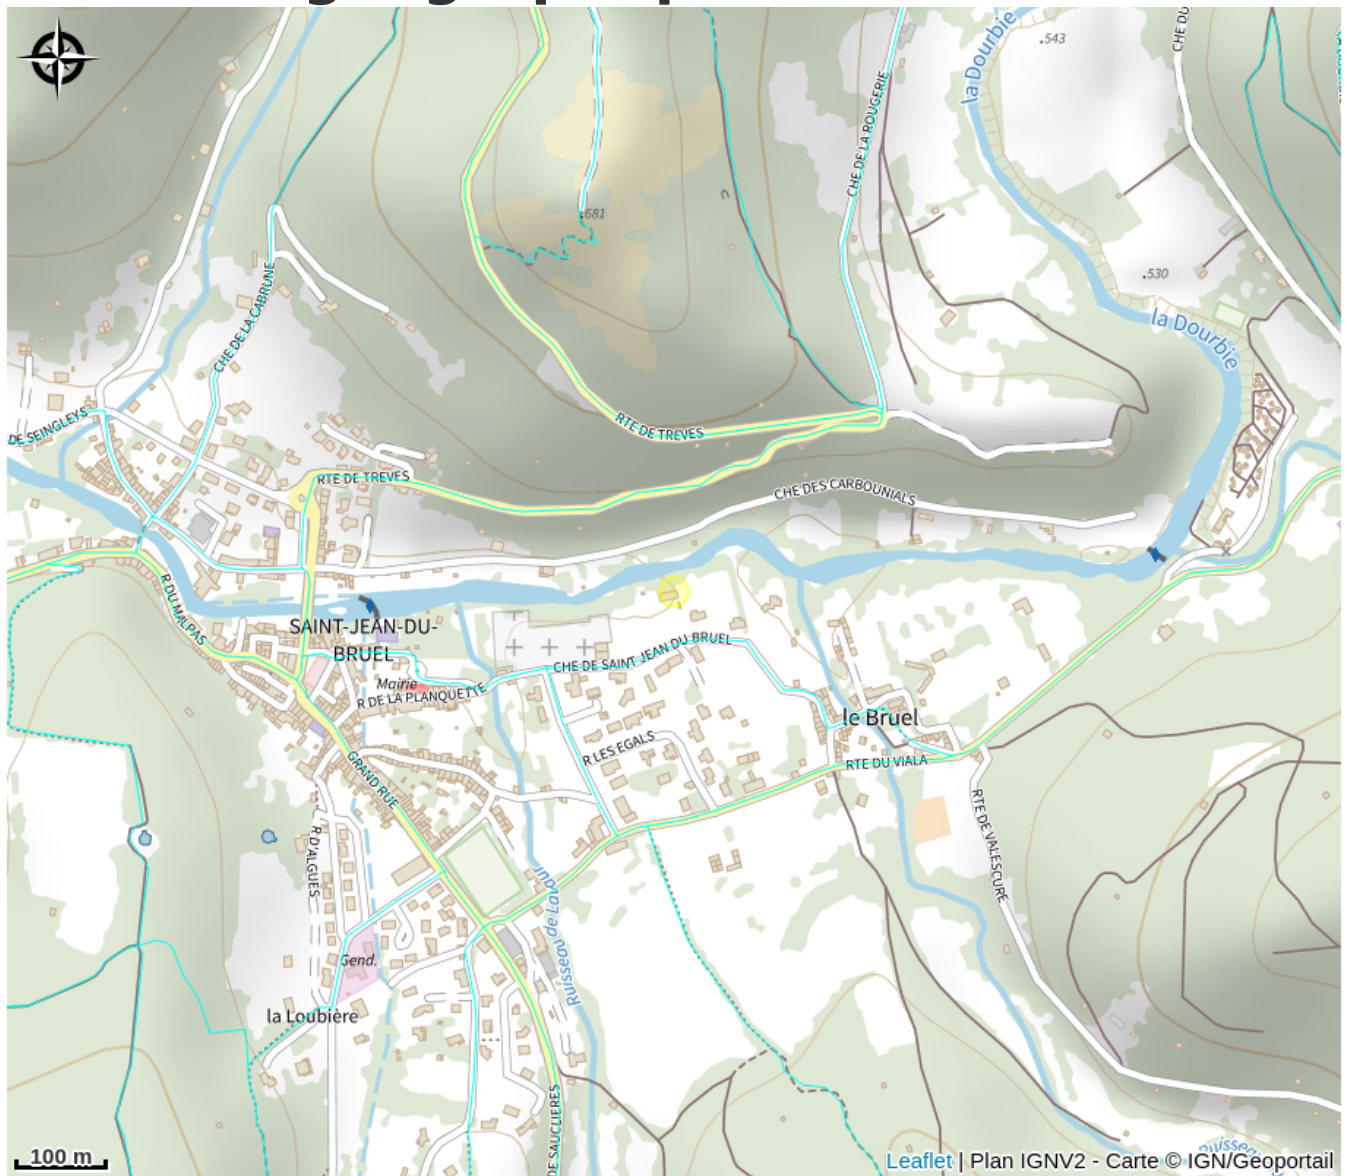 la Dourbie
.543
CHE DU
CHE DE LA ROUGERIE
.681
.530
la Dourbie
CHE DE LA CABRUNE
DE SEINGLEYS
RTE DE TREVES
RTE DE TREVES
CHE DES CARBOUNIALS
R DU MALPAS
SAINT-JEAN-DU-
BRUEL
Mairie
R DE LA PLANQUETTE
CHE DE SAINT JEAN DU BRUEL
le Bruel
R LES EGALS
RTE DU VIALA
GRAND RUE
RTE DE VALESCURE
R D'ALGUES
Ruisseau de Lavour
Gend.
la Loubière
DE SAUCLIERES
100 m
Leaflet | Plan IGNV2 - Carte © IGN/Geoportail